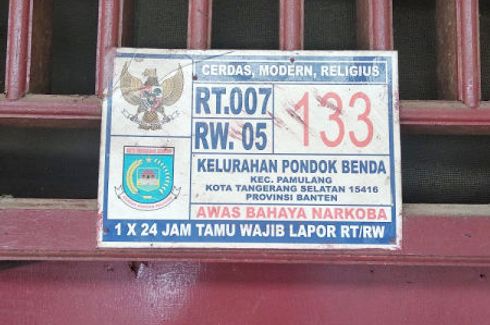 CERDAS, MODERN, RELIGIUS
RT.007
RW. 05
133
KELURAHAN PONDOK BENDA
KEC. PAMULANG
KOTA TANGERANG SELATAN 15416
PROVINSI BANTEN
AWAS BAHAYA NARKOBA
1 X 24 JAM TAMU WAJIB LAPOR RT/RW